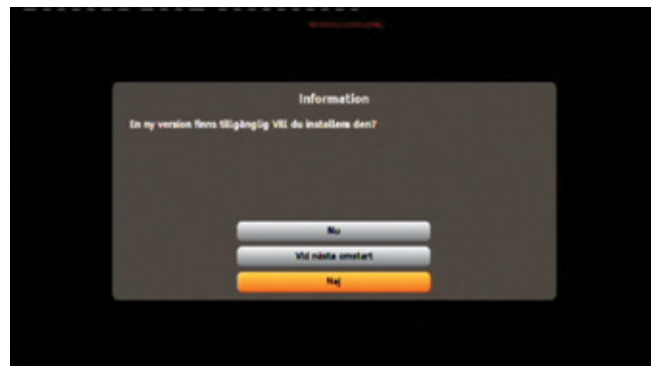 Information
En ny version finns tillgänglig Vill du installera den?
Nu
Vid nästa omstart
Nej